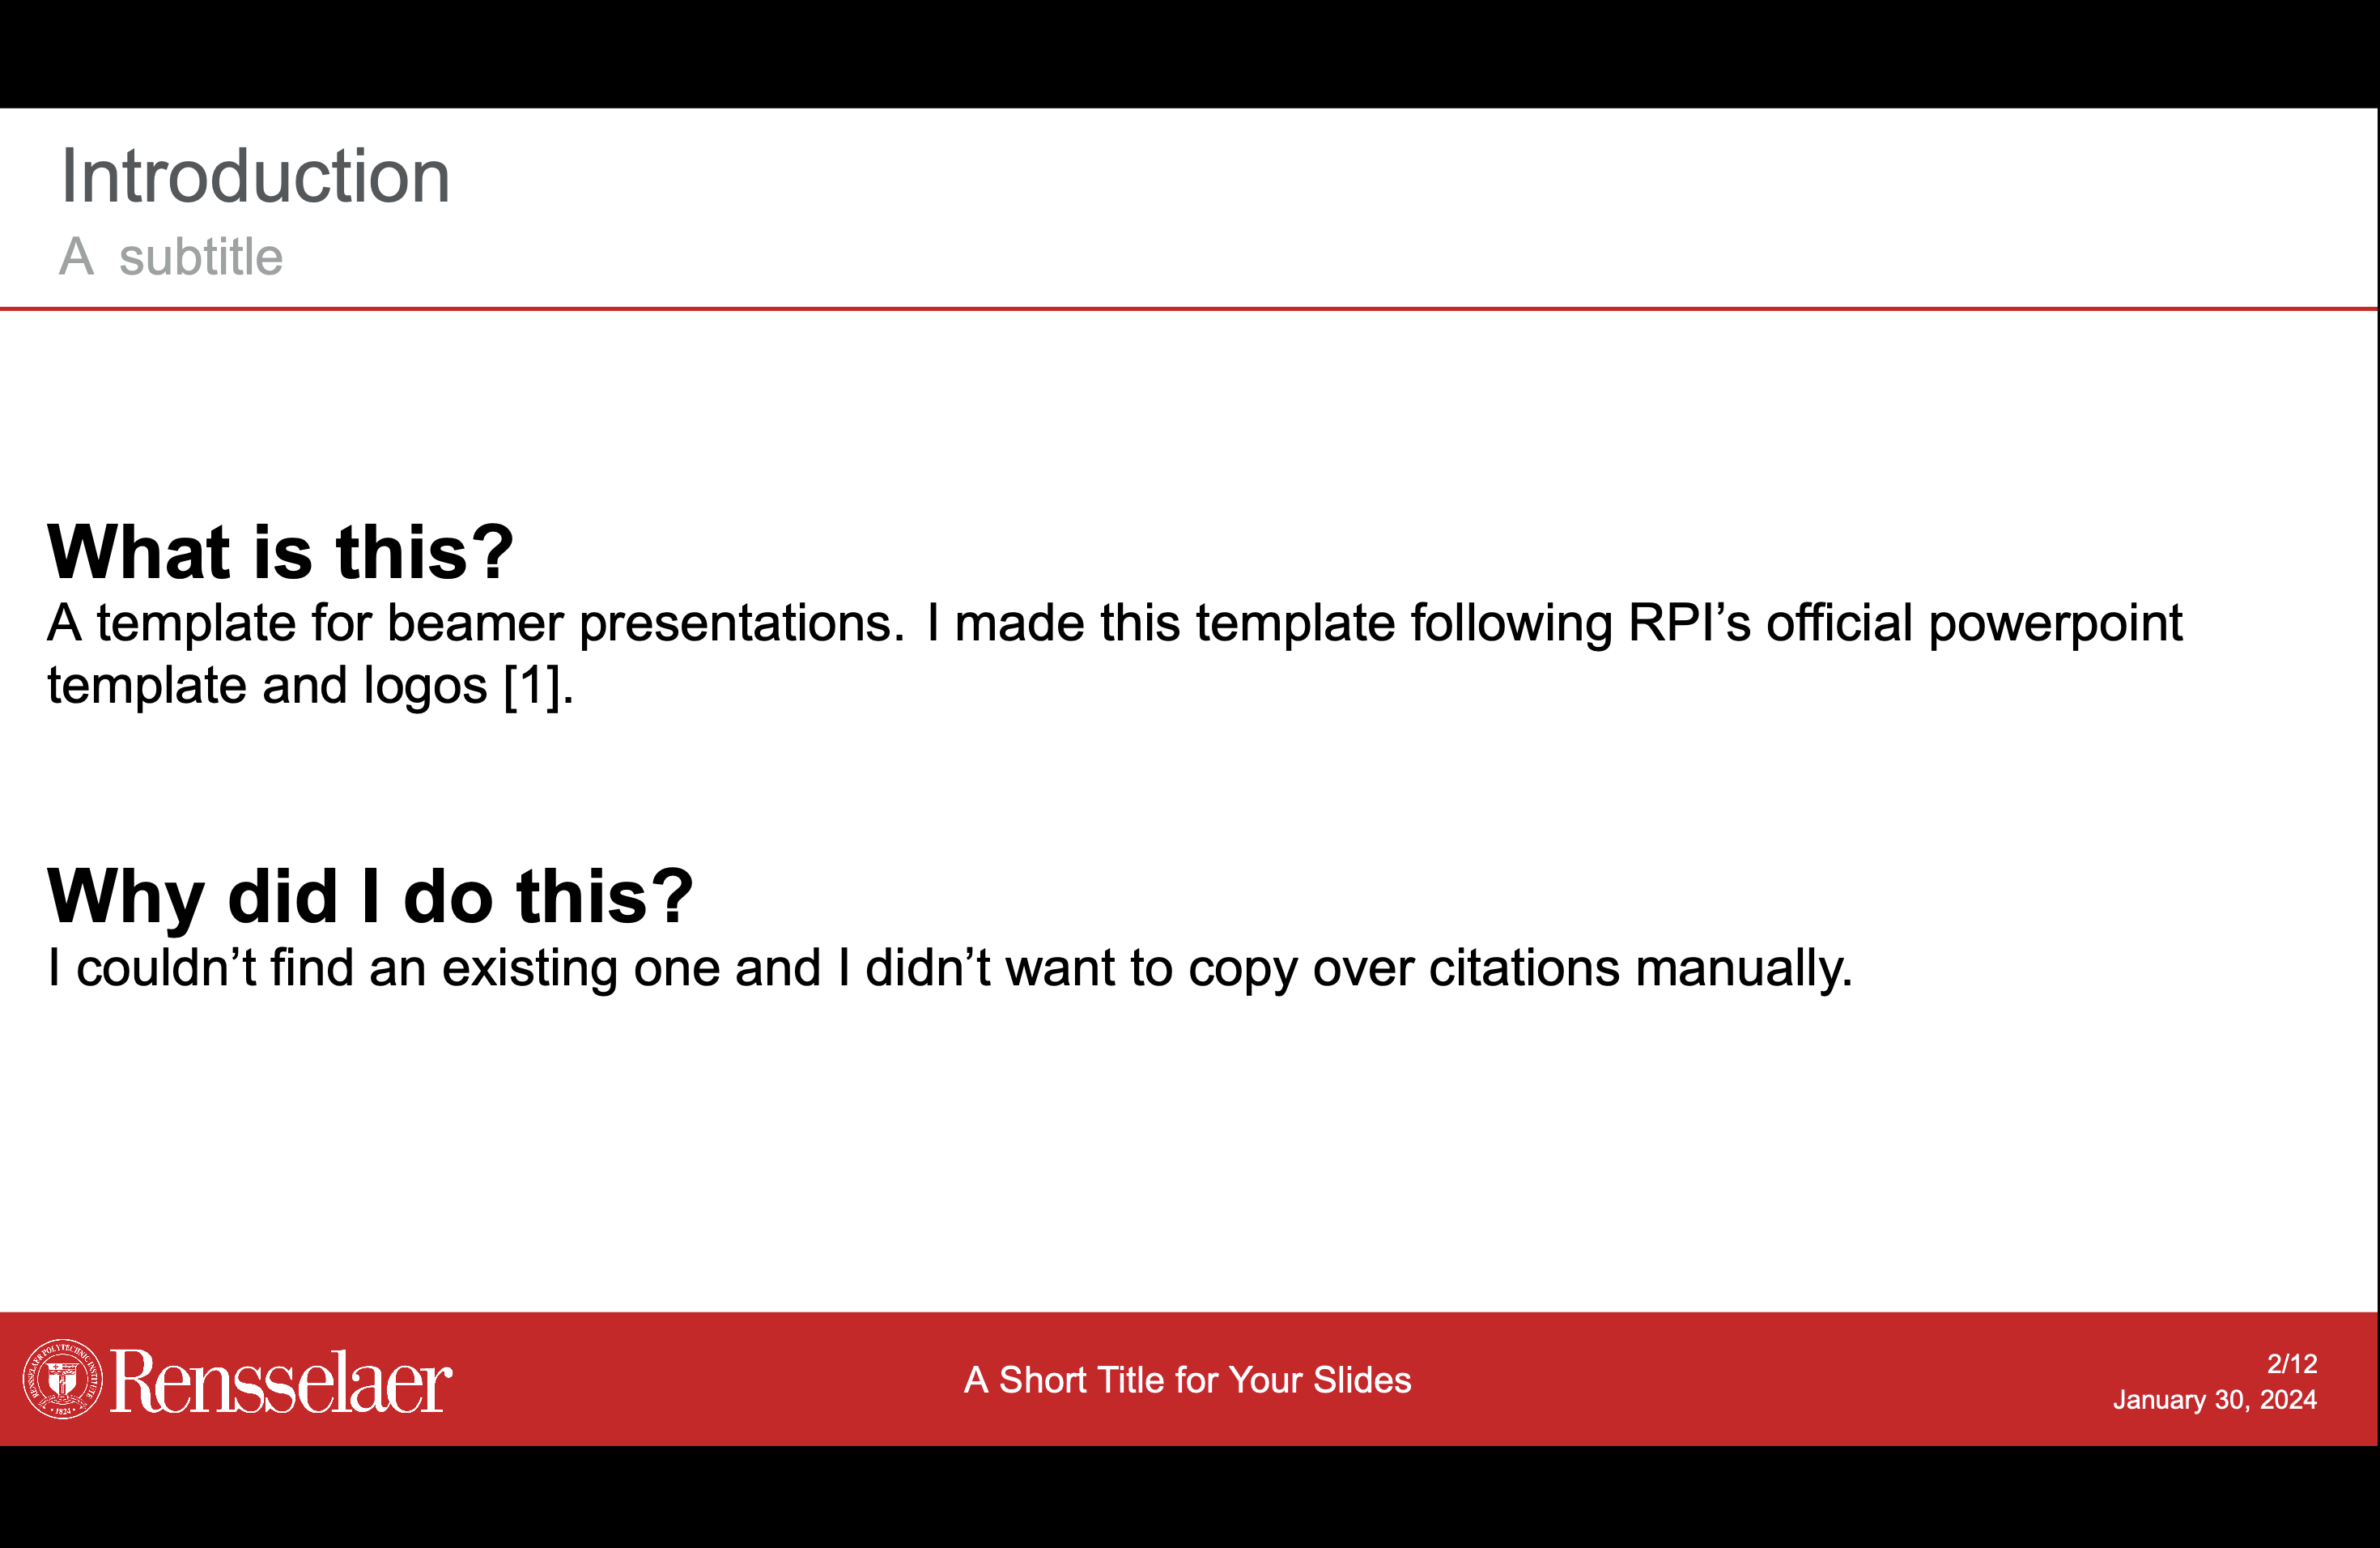 Introduction
A subtitle
What is this?
A template for beamer presentations. I made this template following RPI’s official powerpoint
template and logos [1].
Why did I do this?
I couldn’t find an existing one and I didn’t want to copy over citations manually.
RENSSELAER POLYTECHNIC INSTITUTE
• 1824 •
Rensselaer
A Short Title for Your Slides
2/12
January 30, 2024